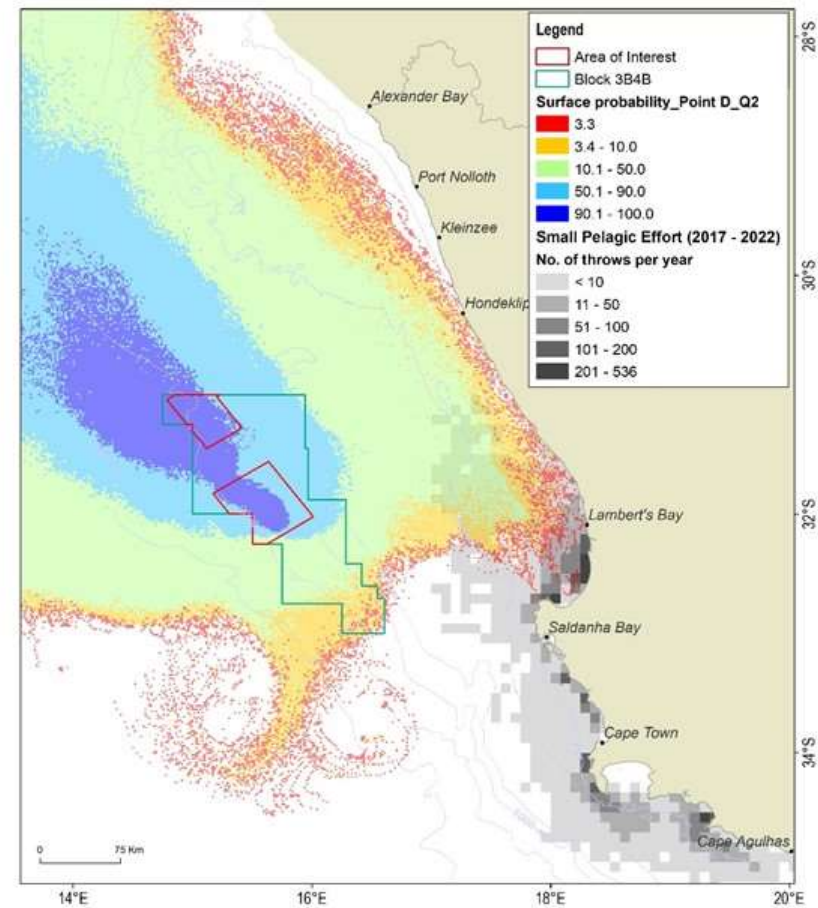 Legend
Area of Interest
Block 3B4B
Surface probability_Point D_Q2
3.3
3.4 - 10.0
10.1 - 50.0
50.1 - 90.0
90.1 - 100.0
Small Pelagic Effort (2017 - 2022)
No. of throws per year
< 10
11 - 50
51 - 100
101 - 200
201 - 536
28°S
Alexander Bay
Port Nolloth
Kleinzee
30°S
Hondeklip
32°S
Lambert's Bay
Saldanha Bay
Cape Town
34°S
Cape Agulhas
0 75 Km
14°E 16°E 18°E 20°E